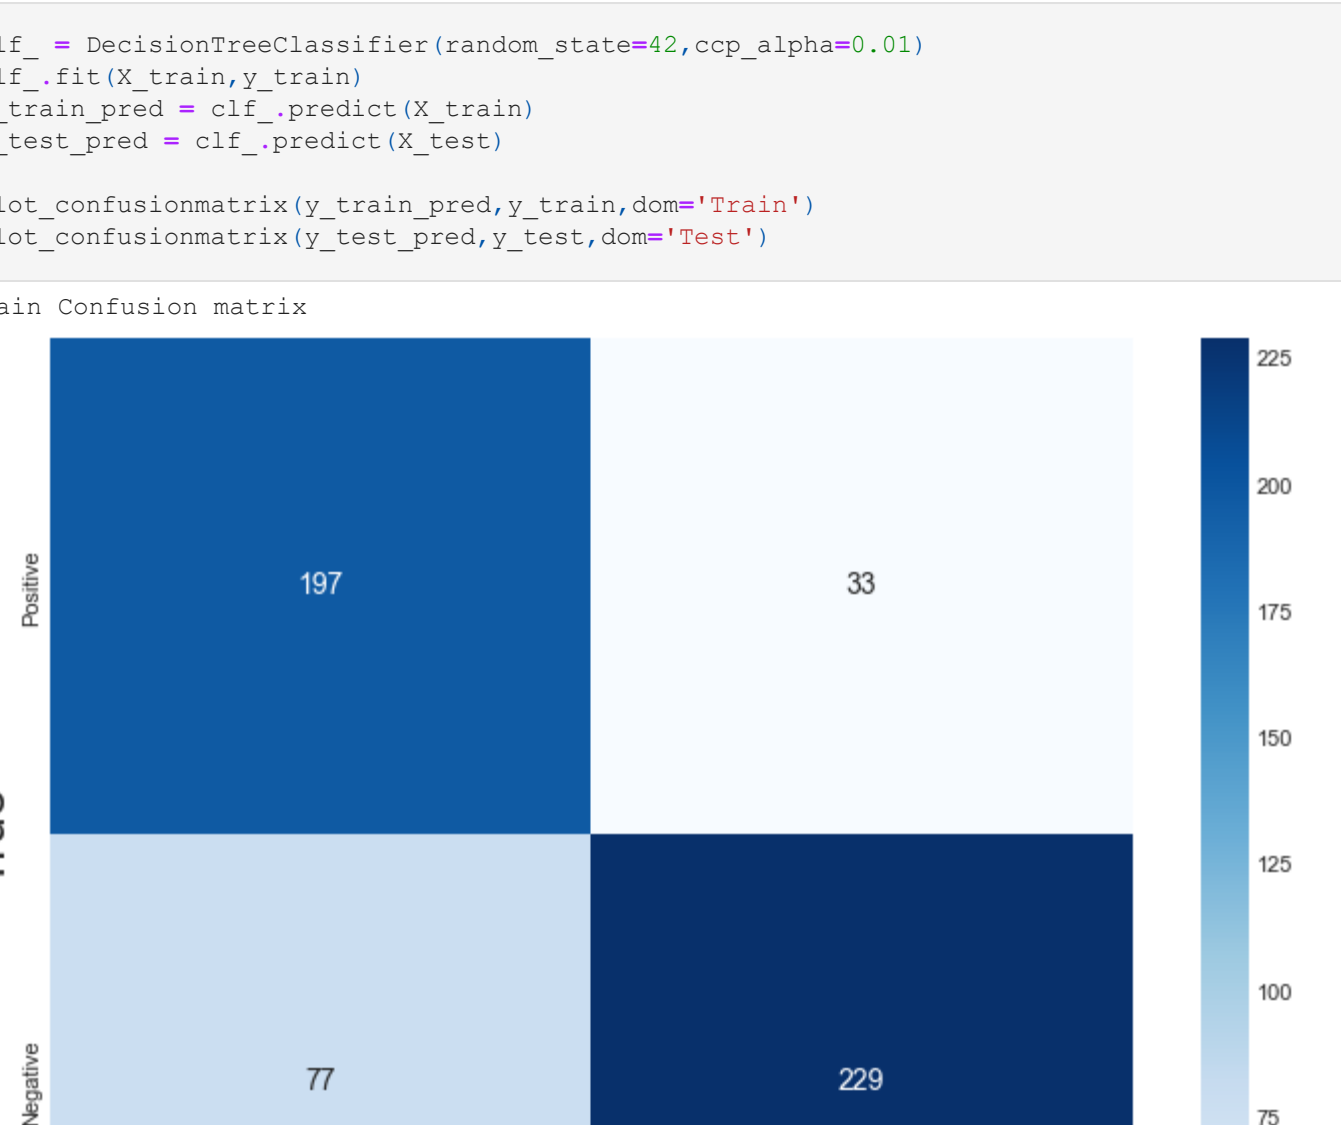 lf_ = DecisionTreeClassifier(random_state=42,ccp_alpha=0.01)
lf_.fit(X_train,y_train)
_train_pred = clf_.predict(X_train)
_test_pred = clf_.predict(X_test)
lot_confusionmatrix(y_train_pred,y_train,dom='Train')
lot_confusionmatrix(y_test_pred,y_test,dom='Test')
ain Confusion matrix
225
200
Positive
197
33
175
150
125
100
Negative
77
229
75